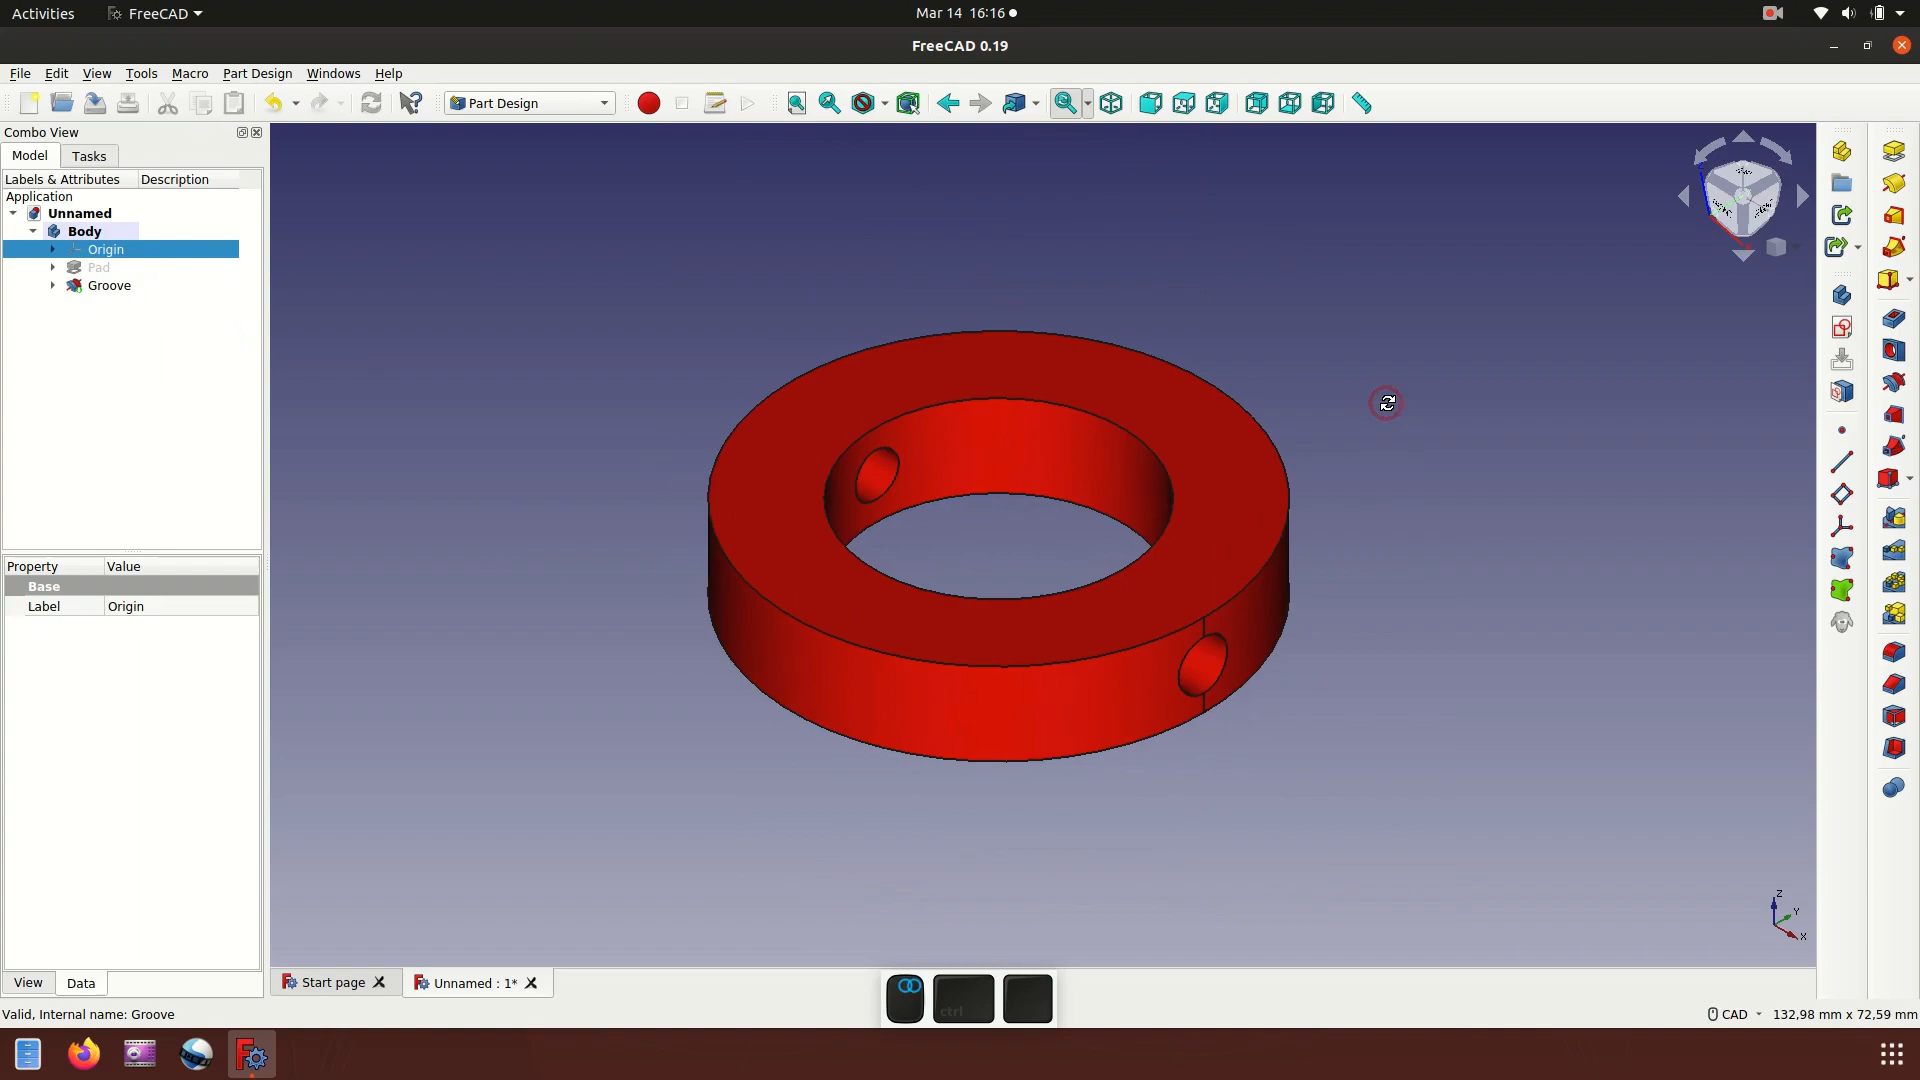 Activities
FreeCAD
Mar 14 16:16
FreeCAD 0.19
File Edit View Tools Macro Part Design Windows Help
Part Design
Combo View
Model Tasks
Labels & Attributes Description
Application
Unnamed
Body
Origin
Pad
Groove
Property Value
Base
Label Origin
Z
Y
X
View Data
Start page
Unnamed : 1*
ctrl
Valid, Internal name: Groove
CAD
132,98 mm x 72,59 mm